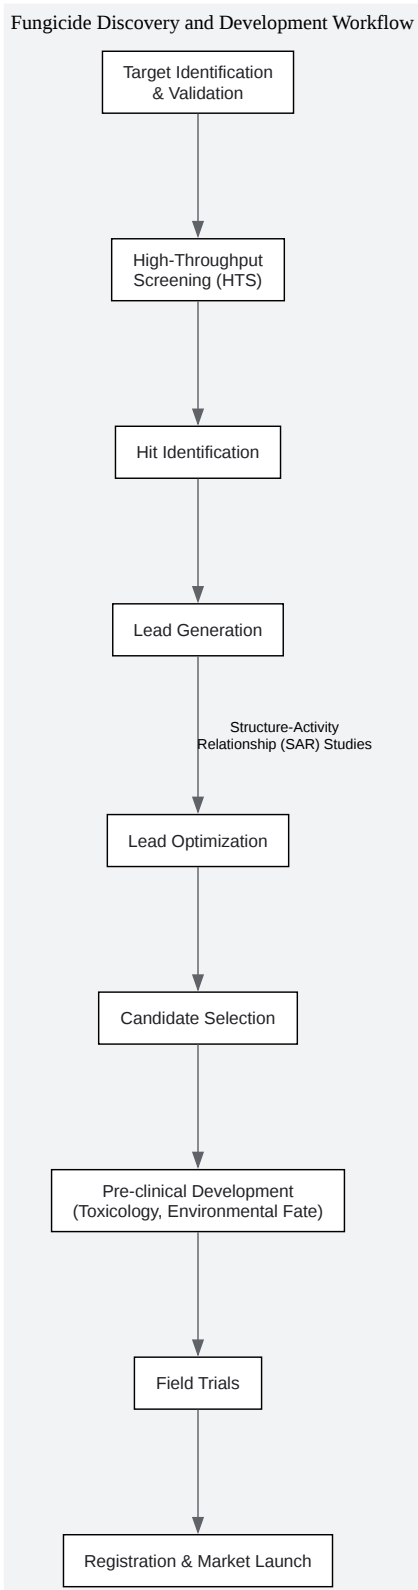 Fungicide Discovery and Development Workflow
Target Identification
& Validation
High-Throughput
Screening (HTS)
Hit Identification
Lead Generation
Structure-Activity
Relationship (SAR) Studies
Lead Optimization
Candidate Selection
Pre-clinical Development
(Toxicology, Environmental Fate)
Field Trials
Registration & Market Launch